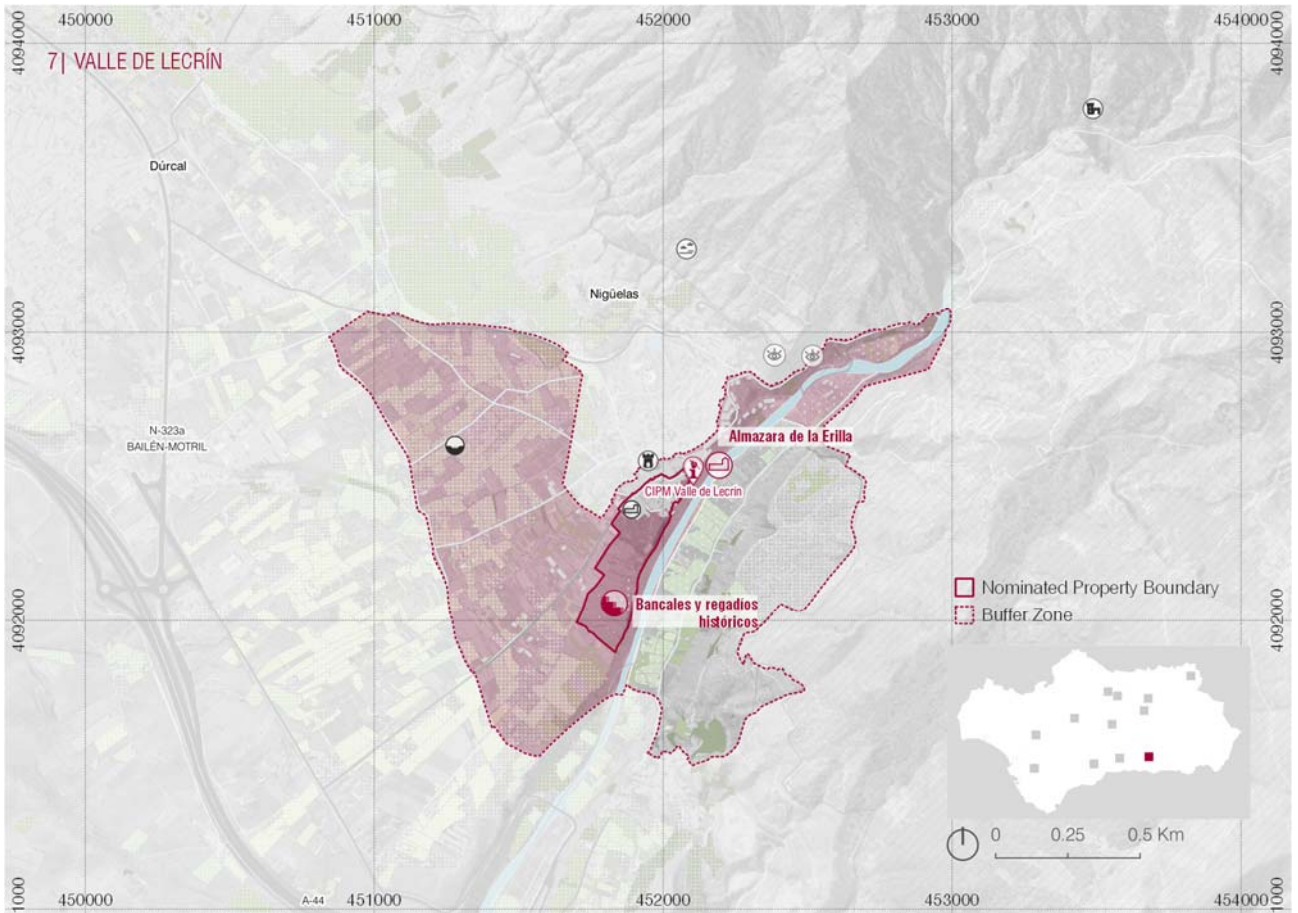 450000
451000
452000
453000
454000
4094000
4094000
7| VALLE DE LECRÍN
Dúrcal
Nigüelas
4093000
4093000
N-323a
BAILÉN-MOTRIL
Almazara de la Erilla
CIPM Valle de Lecrín
Nominated Property Boundary
Bancales y regadíos
históricos
Buffer Zone
4092000
4092000
0 0.25 0.5 Km
A-44
1000
1000
450000
451000
452000
453000
454000